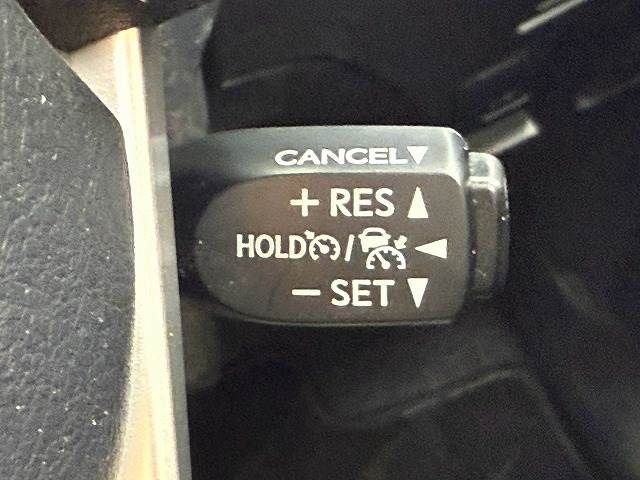 CANCEL▼
+ RES ▲
HOLD / ◀
− SET ▼